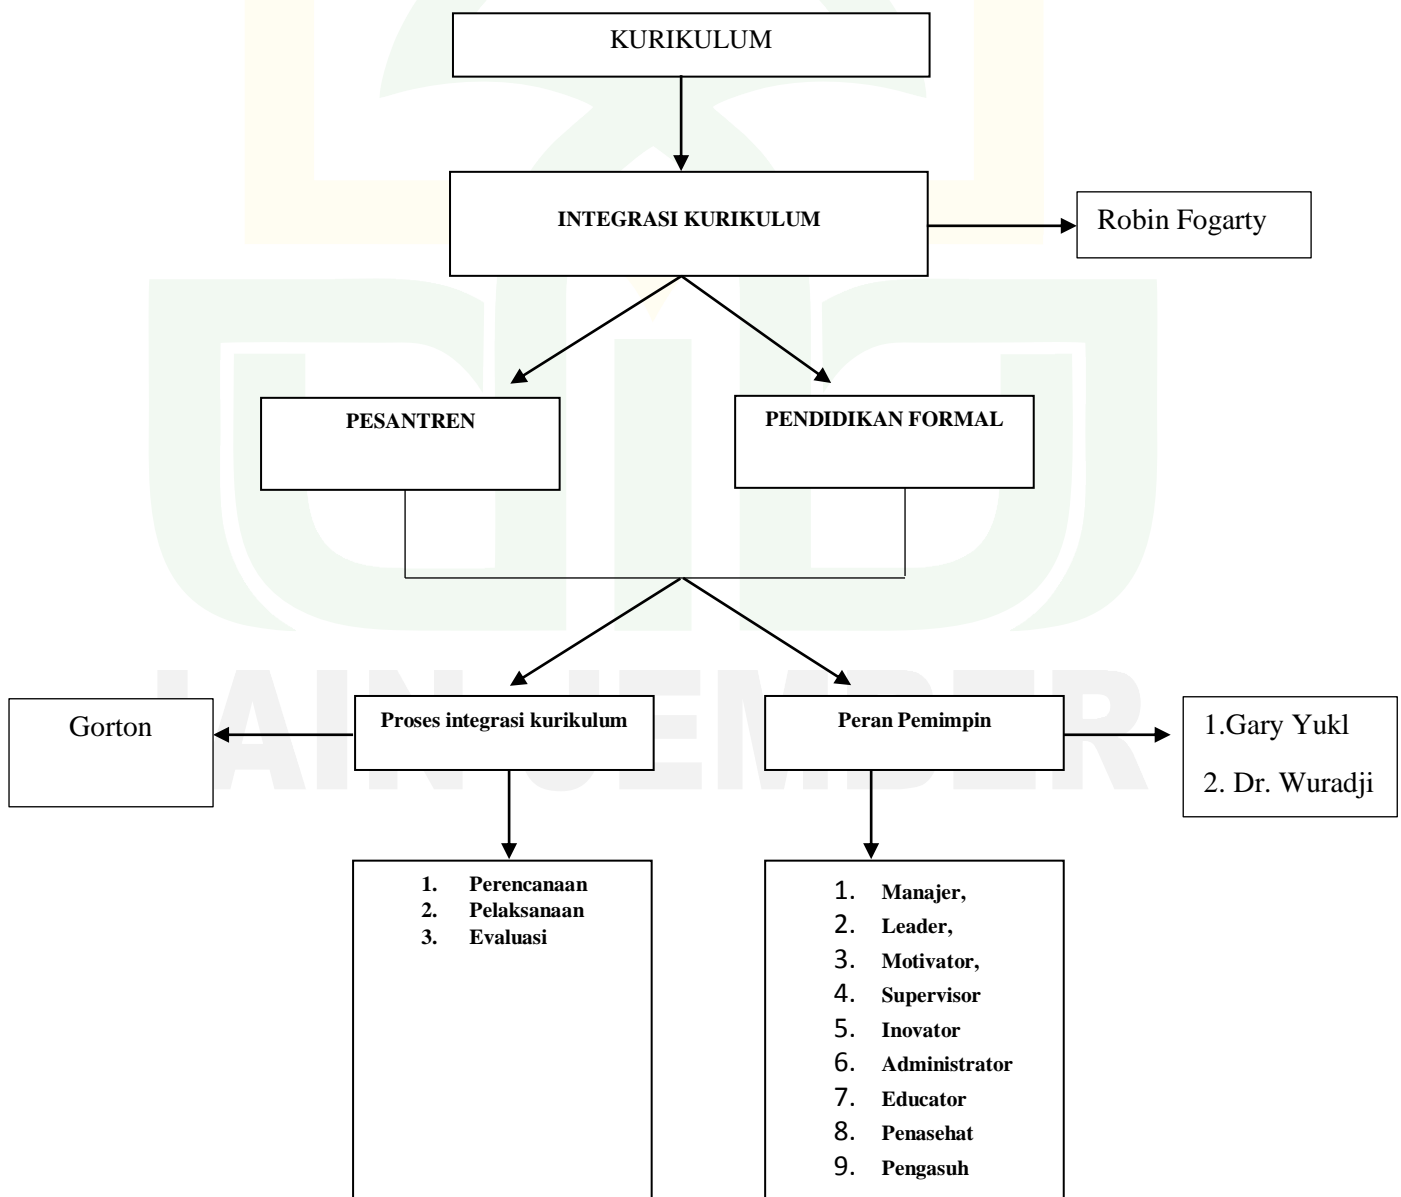 KURIKULUM
INTEGRASI KURIKULUM
Robin Fogarty
PESANTREN
PENDIDIKAN FORMAL
Gorton
Proses integrasi kurikulum
Peran Pemimpin
1.Gary Yukl
2. Dr. Wuradji
1. Perencanaan
2. Pelaksanaan
3. Evaluasi
1. Manajer,
2. Leader,
3. Motivator,
4. Supervisor
5. Inovator
6. Administrator
7. Educator
8. Penasehat
9. Pengasuh
IAIN JEMBER